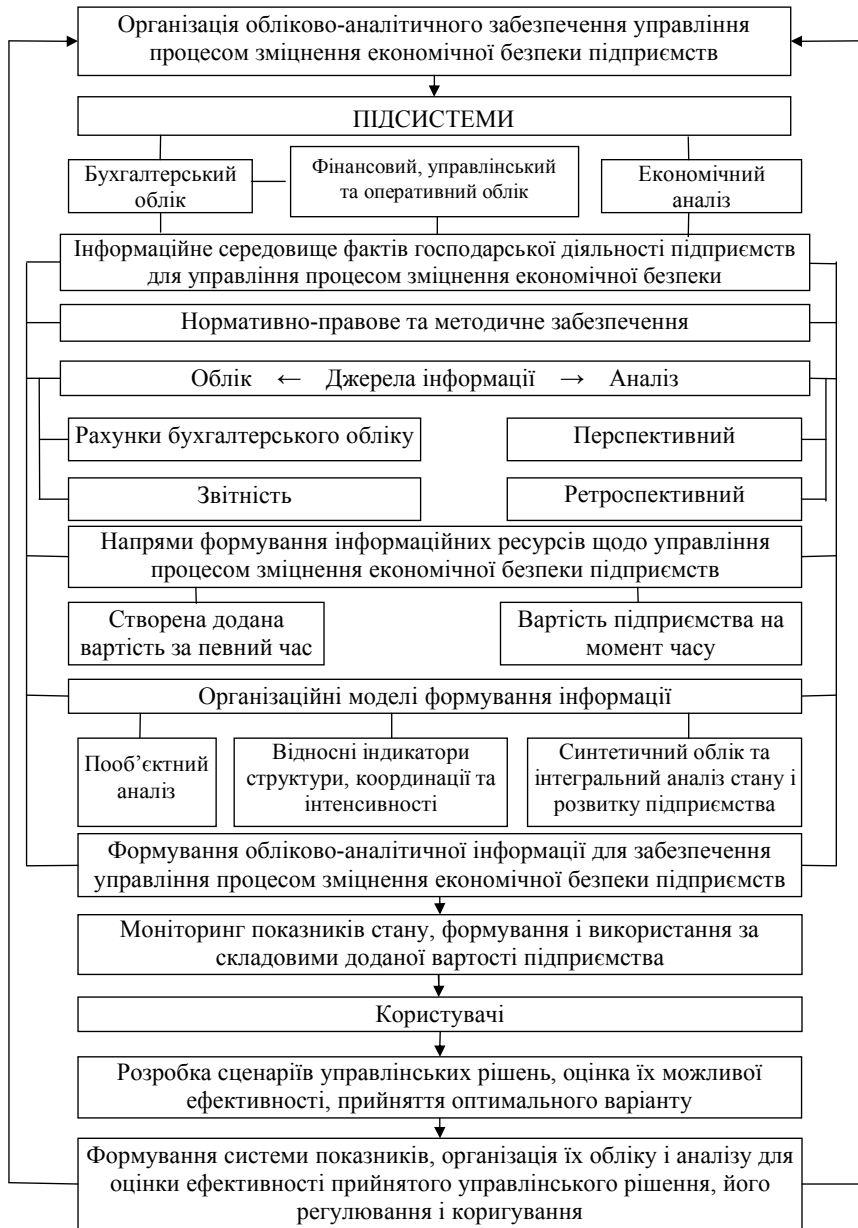 Організація обліково-аналітичного забезпечення управління
процесом зміцнення економічної безпеки підприємств
ПІДСИСТЕМИ
Бухгалтерський
облік
Фінансовий, управлінський
та оперативний облік
Економічний
аналіз
Інформаційне середовище фактів господарської діяльності підприємств
для управління процесом зміцнення економічної безпеки
Нормативно-правове та методичне забезпечення
Облік ← Джерела інформації → Аналіз
Рахунки бухгалтерського обліку
Перспективний
Звітність
Ретроспективний
Напрями формування інформаційних ресурсів щодо управління
процесом зміцнення економічної безпеки підприємств
Створена додана
вартість за певний час
Вартість підприємства на
момент часу
Організаційні моделі формування інформації
Пооб’єктний
аналіз
Відносні індикатори
структури, координації та
інтенсивності
Синтетичний облік та
інтегральний аналіз стану і
розвитку підприємства
Формування обліково-аналітичної інформації для забезпечення
управління процесом зміцнення економічної безпеки підприємств
Моніторинг показників стану, формування і використання за
складовими доданої вартості підприємства
Користувачі
Розробка сценаріїв управлінських рішень, оцінка їх можливої
ефективності, прийняття оптимального варіанту
Формування системи показників, організація їх обліку і аналізу для
оцінки ефективності прийнятого управлінського рішення, його
регулювання і коригування